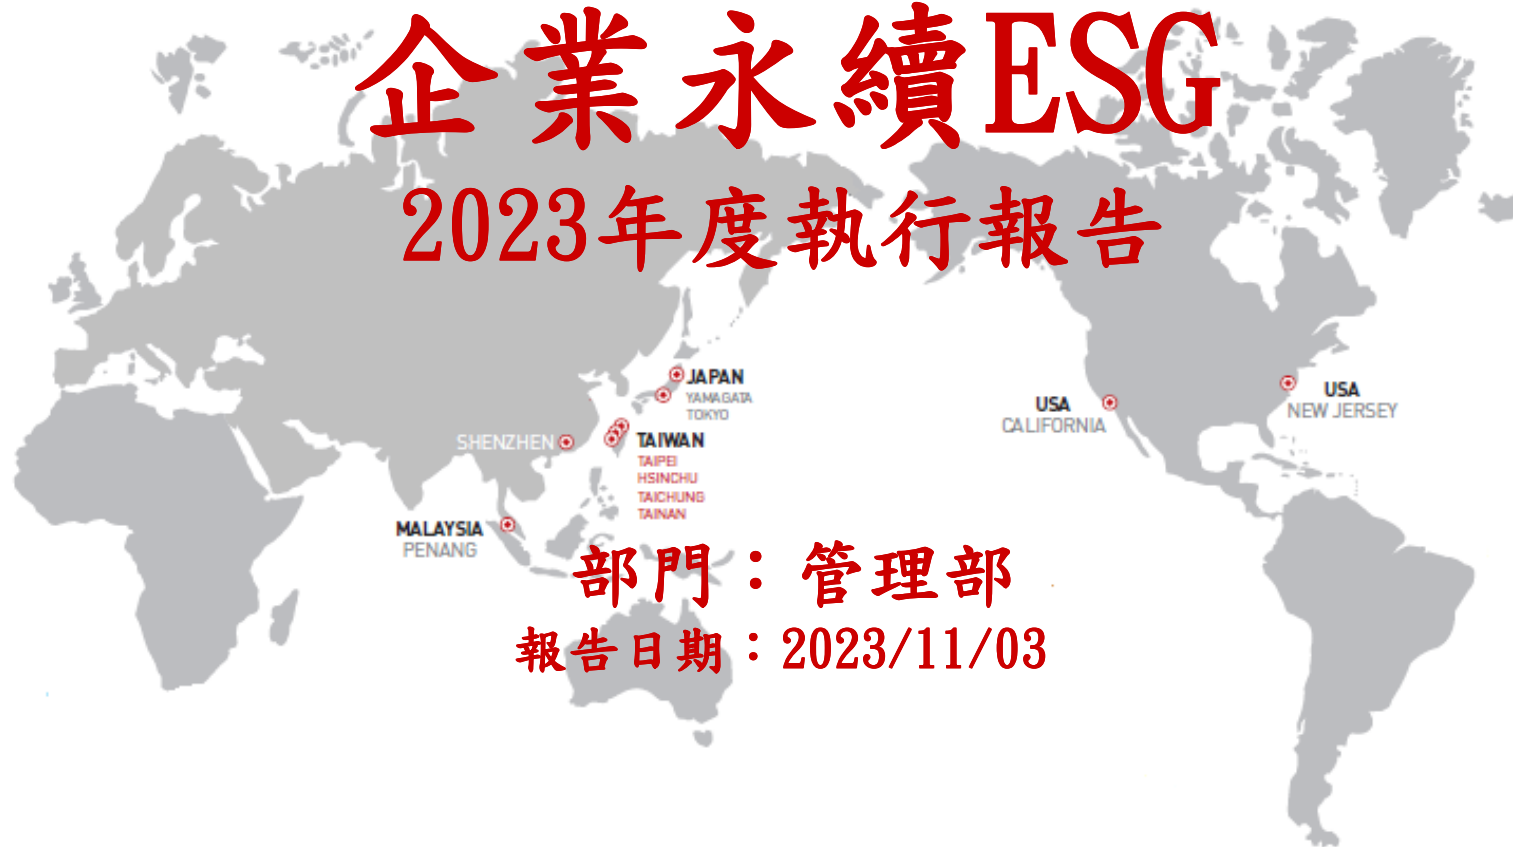 企業永續ESG
2023年度執行報告
JAPAN
YAMAGATA
TOKYO
SHENZHEN
TAIWAN
TAIPEI
HSINCHU
TAICHUNG
TAINAN
MALAYSIA
PENANG
USA
CALIFORNIA
USA
NEW JERSEY
部門：管理部
報告日期：2023/11/03